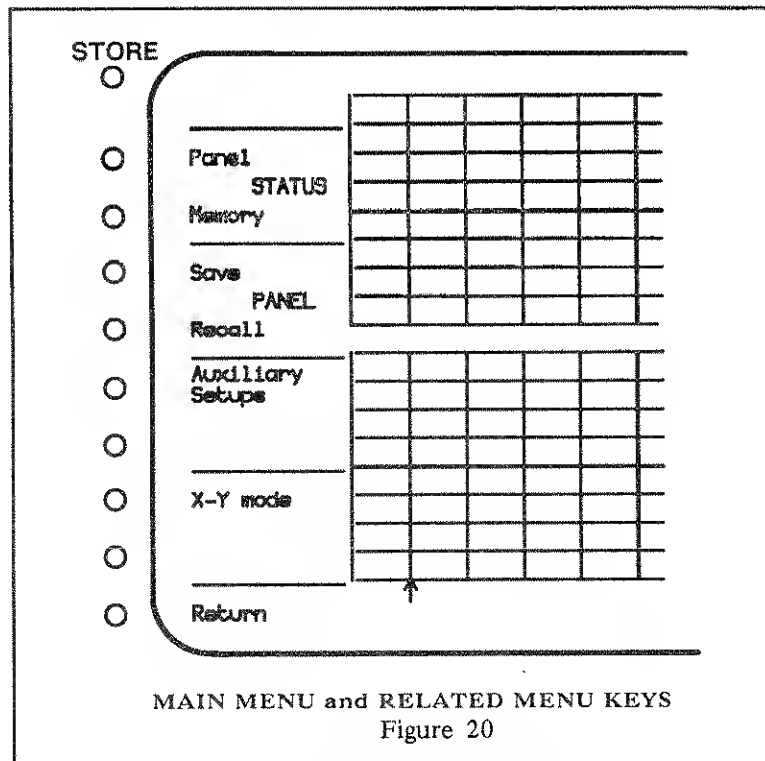 STORE
Panel
STATUS
Memory
Save
PANEL
Recall
Auxiliary
Setups
X-Y mode
Return
MAIN MENU and RELATED MENU KEYS
Figure 20